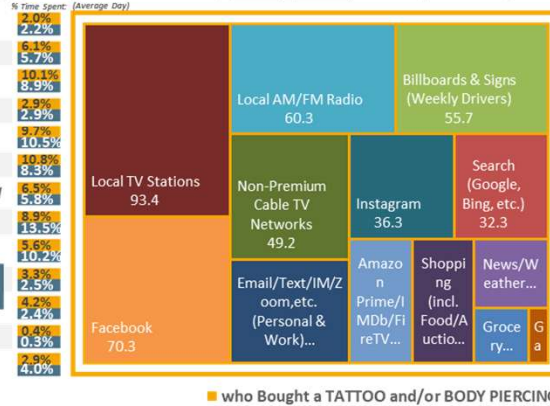 % Time Spent: (Average Day)
2.0%
2.2%
6.1%
5.7%
10.1%
8.9%
2.9%
2.9%
9.7%
10.5%
10.8%
8.3%
6.5%
5.8%
8.9%
13.5%
5.6%
10.2%
3.3%
2.5%
4.2%
2.4%
0.4%
0.3%
2.9%
4.0%
Local TV Stations
93.4
Facebook
70.3
Local AM/FM Radio
60.3
Billboards & Signs
(Weekly Drivers)
55.7
Non-Premium
Cable TV
Networks
49.2
Instagram
36.3
Search
(Google,
Bing, etc.)
32.3
Email/Text/IM/Z
oom,etc.
(Personal &
Work)...
Amazo
n
Prime/I
MDb/Fi
reTV...
Shoppi
ng
(incl.
Food/A
uctio...
News/W
eather...
Groce
ry...
G
a
who Bought a TATTOO and/or BODY PIERCING